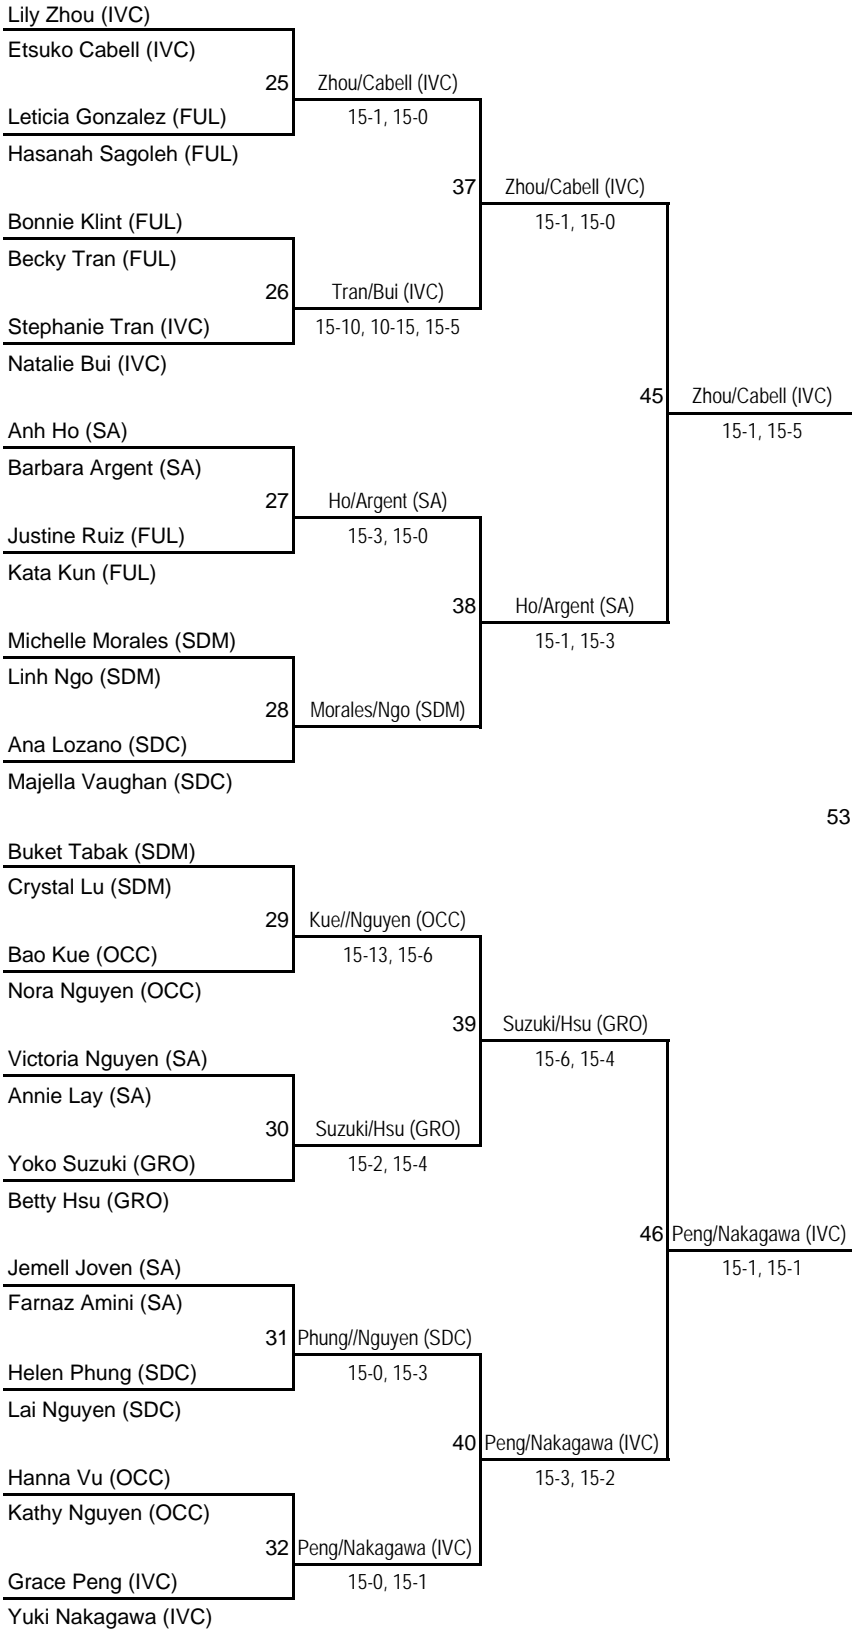 Lily Zhou (IVC)
Etsuko Cabell (IVC)
25 Zhou/Cabell (IVC)
Leticia Gonzalez (FUL) 15-1, 15-0
Hasanah Sagoleh (FUL)
37 Zhou/Cabell (IVC)
Bonnie Klint (FUL) 15-1, 15-0
Becky Tran (FUL)
26 Tran/Bui (IVC)
Stephanie Tran (IVC) 15-10, 10-15, 15-5
Natalie Bui (IVC)
45 Zhou/Cabell (IVC)
Anh Ho (SA) 15-1, 15-5
Barbara Argent (SA)
27 Ho/Argent (SA)
Justine Ruiz (FUL) 15-3, 15-0
Kata Kun (FUL)
38 Ho/Argent (SA)
Michelle Morales (SDM) 15-1, 15-3
Linh Ngo (SDM)
28 Morales/Ngo (SDM)
Ana Lozano (SDC)
Majella Vaughan (SDC)
53
Buket Tabak (SDM)
Crystal Lu (SDM)
29 Kue//Nguyen (OCC)
Bao Kue (OCC) 15-13, 15-6
Nora Nguyen (OCC)
39 Suzuki/Hsu (GRO)
Victoria Nguyen (SA) 15-6, 15-4
Annie Lay (SA)
30 Suzuki/Hsu (GRO)
Yoko Suzuki (GRO) 15-2, 15-4
Betty Hsu (GRO)
46 Peng/Nakagawa (IVC)
Jemell Joven (SA) 15-1, 15-1
Farnaz Amini (SA)
31 Phung//Nguyen (SDC)
Helen Phung (SDC) 15-0, 15-3
Lai Nguyen (SDC)
40 Peng/Nakagawa (IVC)
Hanna Vu (OCC) 15-3, 15-2
Kathy Nguyen (OCC)
32 Peng/Nakagawa (IVC)
Grace Peng (IVC) 15-0, 15-1
Yuki Nakagawa (IVC)